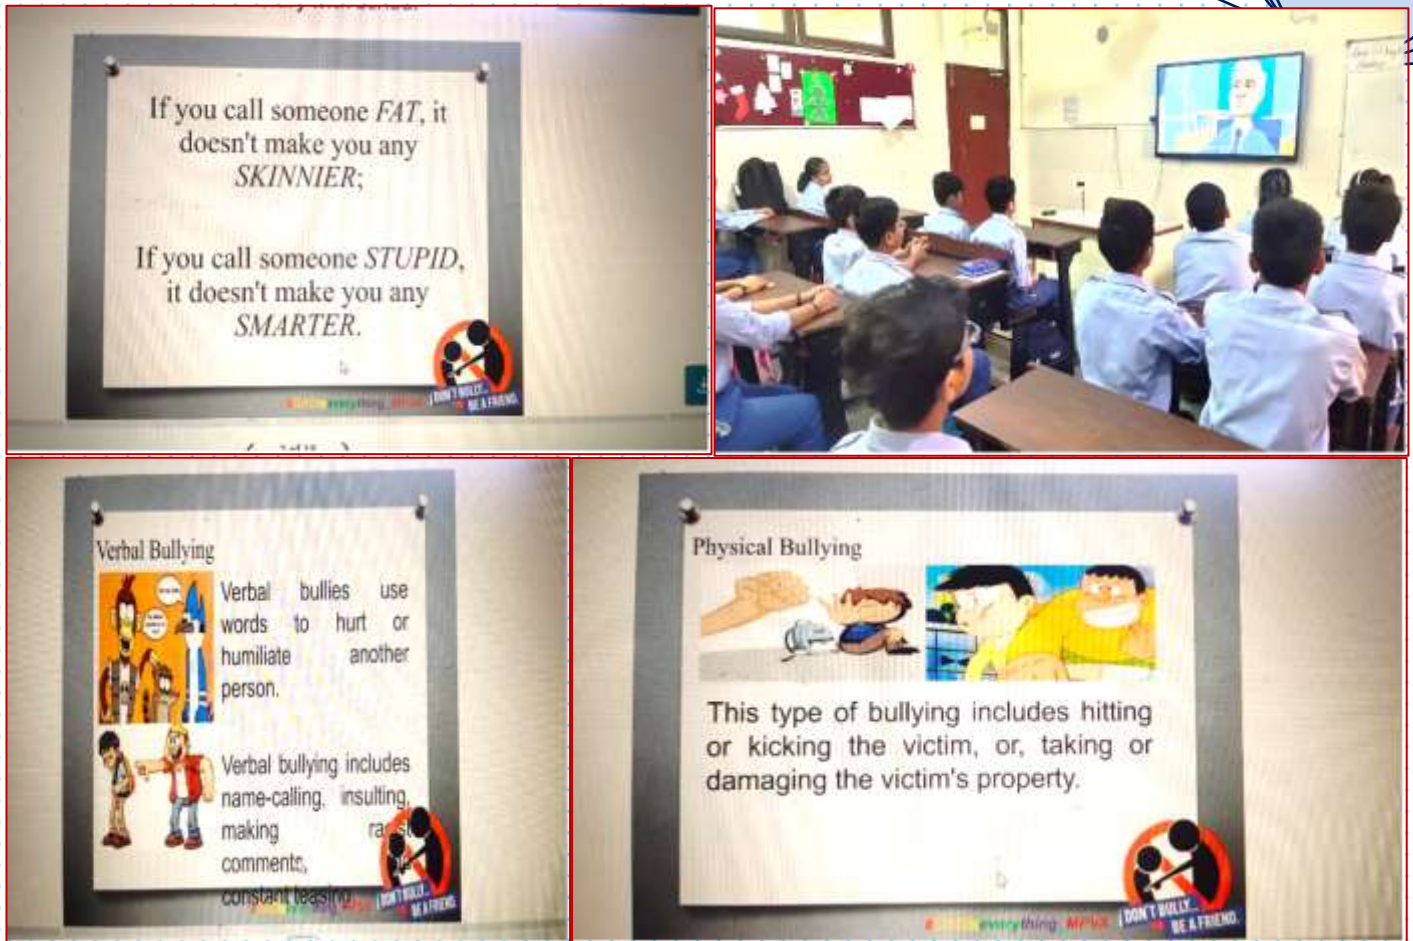 If you call someone FAT, it
doesn't make you any
SKINNIER;
If you call someone STUPID,
it doesn't make you any
SMARTER.
DON'T BULLY...
BE A FRIEND.
Verbal Bullying
Verbal bullies use
words to hurt or
humiliate another
person.
Verbal bullying includes
name-calling, insulting,
making
comments,
constant teasing
DON'T BULLY...
BE A FRIEND.
Physical Bullying
This type of bullying includes hitting
or kicking the victim, or, taking or
damaging the victim's property.
everything
DON'T BULLY...
BE A FRIEND.